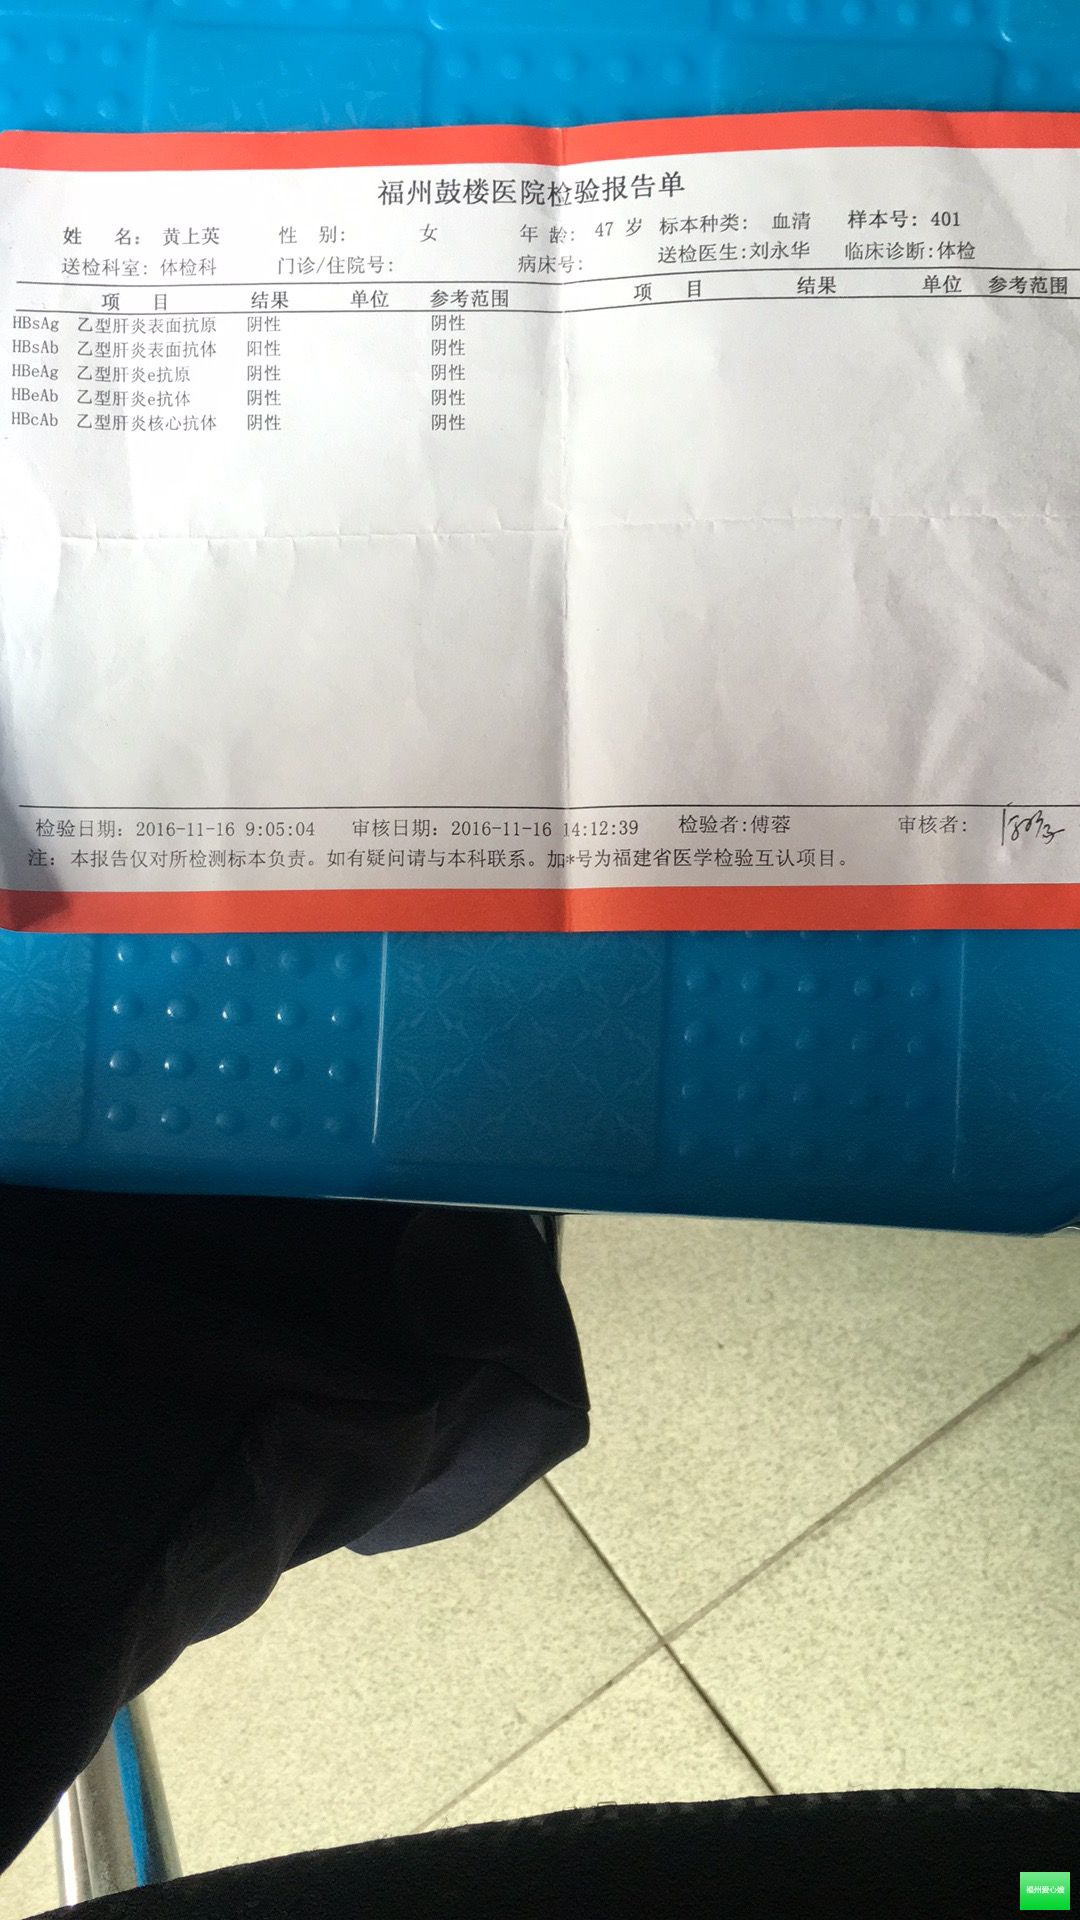 福州鼓楼医院检验报告单
姓 名: 黄上英 性 别: 女 年 龄: 47 岁 标本种类: 血清 样本号: 401
送检科室: 体检科 门诊/住院号: 病床号: 送检医生:刘永华 临床诊断:体检
项 目 结果 单位 参考范围 项 目 结果 单位 参考范围
HBsAg 乙型肝炎表面抗原 阴性 阴性
HBsAb 乙型肝炎表面抗体 阳性 阴性
HBeAg 乙型肝炎e抗原 阴性 阴性
HBeAb 乙型肝炎e抗体 阴性 阴性
HBcAb 乙型肝炎核心抗体 阴性 阴性
检验日期: 2016-11-16 9:05:04 审核日期: 2016-11-16 14:12:39 检验者:傅蓉 审核者:
注: 本报告仅对所检测标本负责。如有疑问请与本科联系。加*号为福建省医学检验互认项目。
福州爱心嫂